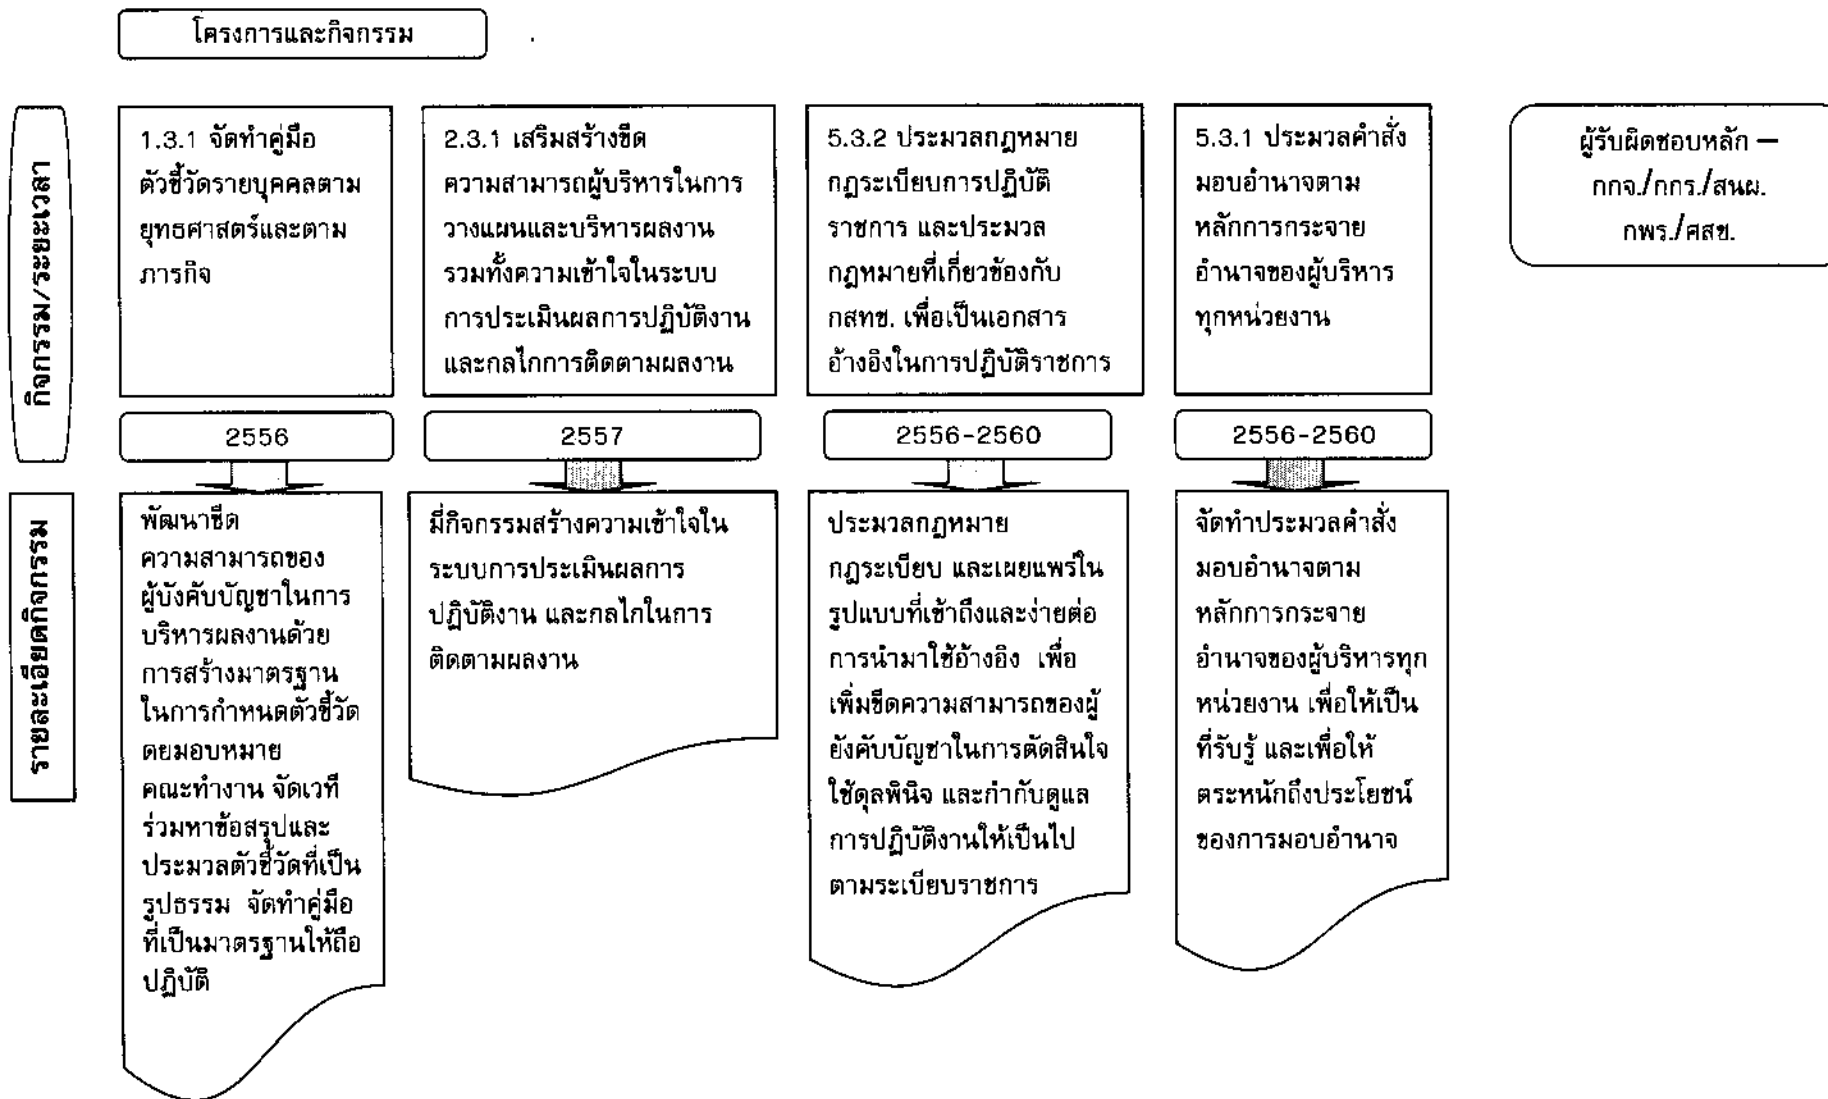 โครงการและกิจกรรม
กิจกรรม/ระยะเวลา
1.3.1 จัดทำคู่มือ
ตัวชี้วัดรายบุคคลตาม
ยุทธศาสตร์และตาม
ภารกิจ
2.3.1 เสริมสร้างขีด
ความสามารถผู้บริหารในการ
วางแผนและบริหารผลงาน
รวมทั้งความเข้าใจในระบบ
การประเมินผลการปฏิบัติงาน
และกลไกการติดตามผลงาน
5.3.2 ประมวลกฎหมาย
กฎระเบียบการปฏิบัติ
ราชการ และประมวล
กฎหมายที่เกี่ยวข้องกับ
กสทช. เพื่อเป็นเอกสาร
อ้างอิงในการปฏิบัติราชการ
5.3.1 ประมวลคำสั่ง
มอบอำนาจตาม
หลักการกระจาย
อำนาจของผู้บริหาร
ทุกหน่วยงาน
ผู้รับผิดชอบหลัก –
กกจ./กกร./สนผ.
กพร./ศสช.
2556
2557
2556-2560
2556-2560
รายละเอียดกิจกรรม
พัฒนาขีด
ความสามารถของ
ผู้บังคับบัญชาในการ
บริหารผลงานด้วย
การสร้างมาตรฐาน
ในการกำหนดตัวชี้วัด
ดยมอบหมาย
คณะทำงาน จัดเวที
ร่วมหาข้อสรุปและ
ประมวลตัวชี้วัดที่เป็น
รูปธรรม จัดทำคู่มือ
ที่เป็นมาตรฐานให้ถือ
ปฏิบัติ
มีกิจกรรมสร้างความเข้าใจใน
ระบบการประเมินผลการ
ปฏิบัติงาน และกลไกในการ
ติดตามผลงาน
ประมวลกฎหมาย
กฎระเบียบ และเผยแพร่ใน
รูปแบบที่เข้าถึงและง่ายต่อ
การนำมาใช้อ้างอิง เพื่อ
เพิ่มขีดความสามารถของผู้
ยังคับบัญชาในการตัดสินใจ
ใช้ดุลพินิจ และกำกับดูแล
การปฏิบัติงานให้เป็นไป
ตามระเบียบราชการ
จัดทำประมวลคำสั่ง
มอบอำนาจตาม
หลักการกระจาย
อำนาจของผู้บริหารทุก
หน่วยงาน เพื่อให้เป็น
ที่รับรู้ และเพื่อให้
ตระหนักถึงประโยชน์
ของการมอบอำนาจ